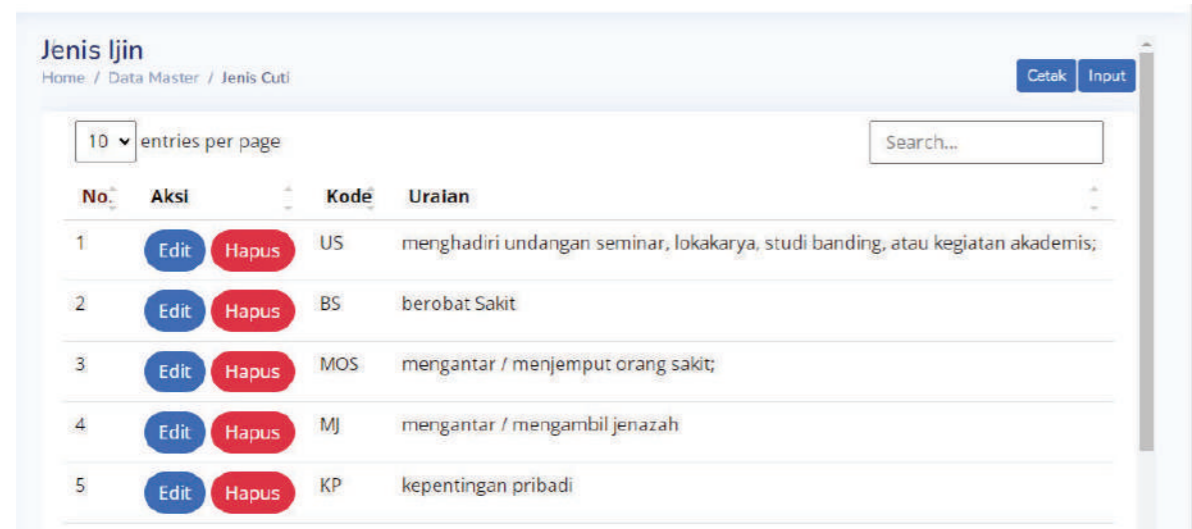 Jenis Ijin
Home / Data Master / Jenis Cuti
Cetak Input
10 entries per page
Search...
No. Aksi Kode Uraian
1 Edit Hapus US menghadiri undangan seminar, lokakarya, studi banding, atau kegiatan akademis;
2 Edit Hapus BS berobat Sakit
3 Edit Hapus MOS mengantar / menjemput orang sakit;
4 Edit Hapus MJ mengantar / mengambil jenazah
5 Edit Hapus KP kepentingan pribadi